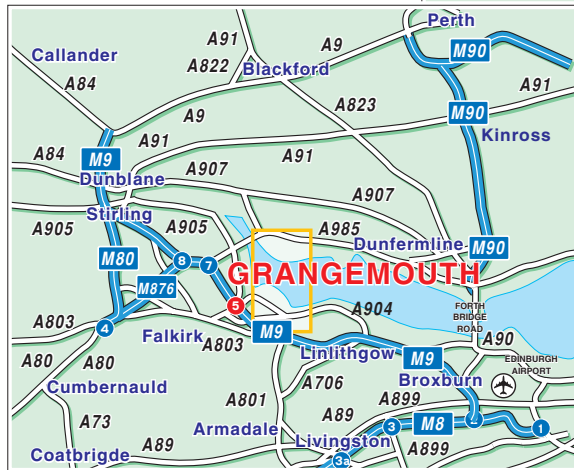 Perth
A91
A9
Callander
M90
A822
Blackford
A84
A91
A823
M90
A9
Kinross
A91
A84
M9
A91
A907
Dunblane
A907
Stirling
A905
A905
A985
Dunfermline
M90
M80
8
7
GRANGEMOUTH
M876
5
FORTH
BRIDGE
ROAD
A904
A803
4
Falkirk
A803
M9
A90
Linlithgow
M9
EDINBURGH
AIRPORT
A80
A80
Broxburn
Cumbernauld
A706
A801
A899
A73
A89
3
M8
2
1
Armadale
Livingston
A89
A899
Coatbrigde
3a